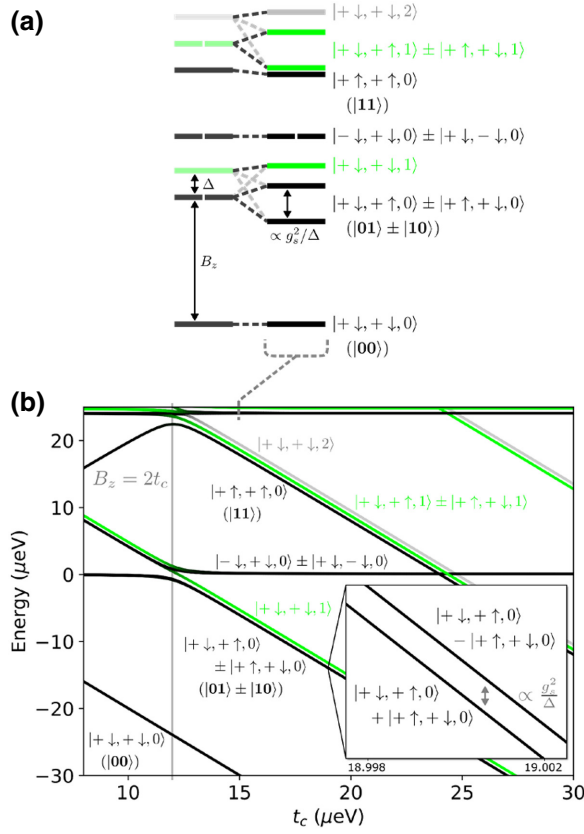 (a)
|+ ↓, + ↓, 2⟩
|+ ↓, + ↑, 1⟩ ± |+ ↑, + ↓, 1⟩
|+ ↑, + ↑, 0⟩
(|11⟩)
|− ↓, + ↓, 0⟩ ± |+ ↓, − ↓, 0⟩
|+ ↓, + ↓, 1⟩
Δ
|+ ↓, + ↑, 0⟩ ± |+ ↑, + ↓, 0⟩
(|01⟩ ± |10⟩)
∝ g_s^2/Δ
B_z
|+ ↓, + ↓, 0⟩
(|00⟩)
(b)
Energy (μeV)
20
10
0
−10
−20
−30
B_z = 2t_c
|+ ↓, + ↓, 2⟩
|+ ↑, + ↑, 0⟩
(|11⟩)
|+ ↓, + ↑, 1⟩ ± |+ ↑, + ↓, 1⟩
|− ↓, + ↓, 0⟩ ± |+ ↓, − ↓, 0⟩
|+ ↓, + ↓, 1⟩
|+ ↓, + ↑, 0⟩
± |+ ↑, + ↓, 0⟩
(|01⟩ ± |10⟩)
|+ ↓, + ↓, 0⟩
(|00⟩)
|+ ↓, + ↑, 0⟩
− |+ ↑, + ↓, 0⟩
|+ ↓, + ↑, 0⟩
+ |+ ↑, + ↓, 0⟩
∝ g_s^2/Δ
18.998 19.002
10 15 20 25 30
t_c (μeV)